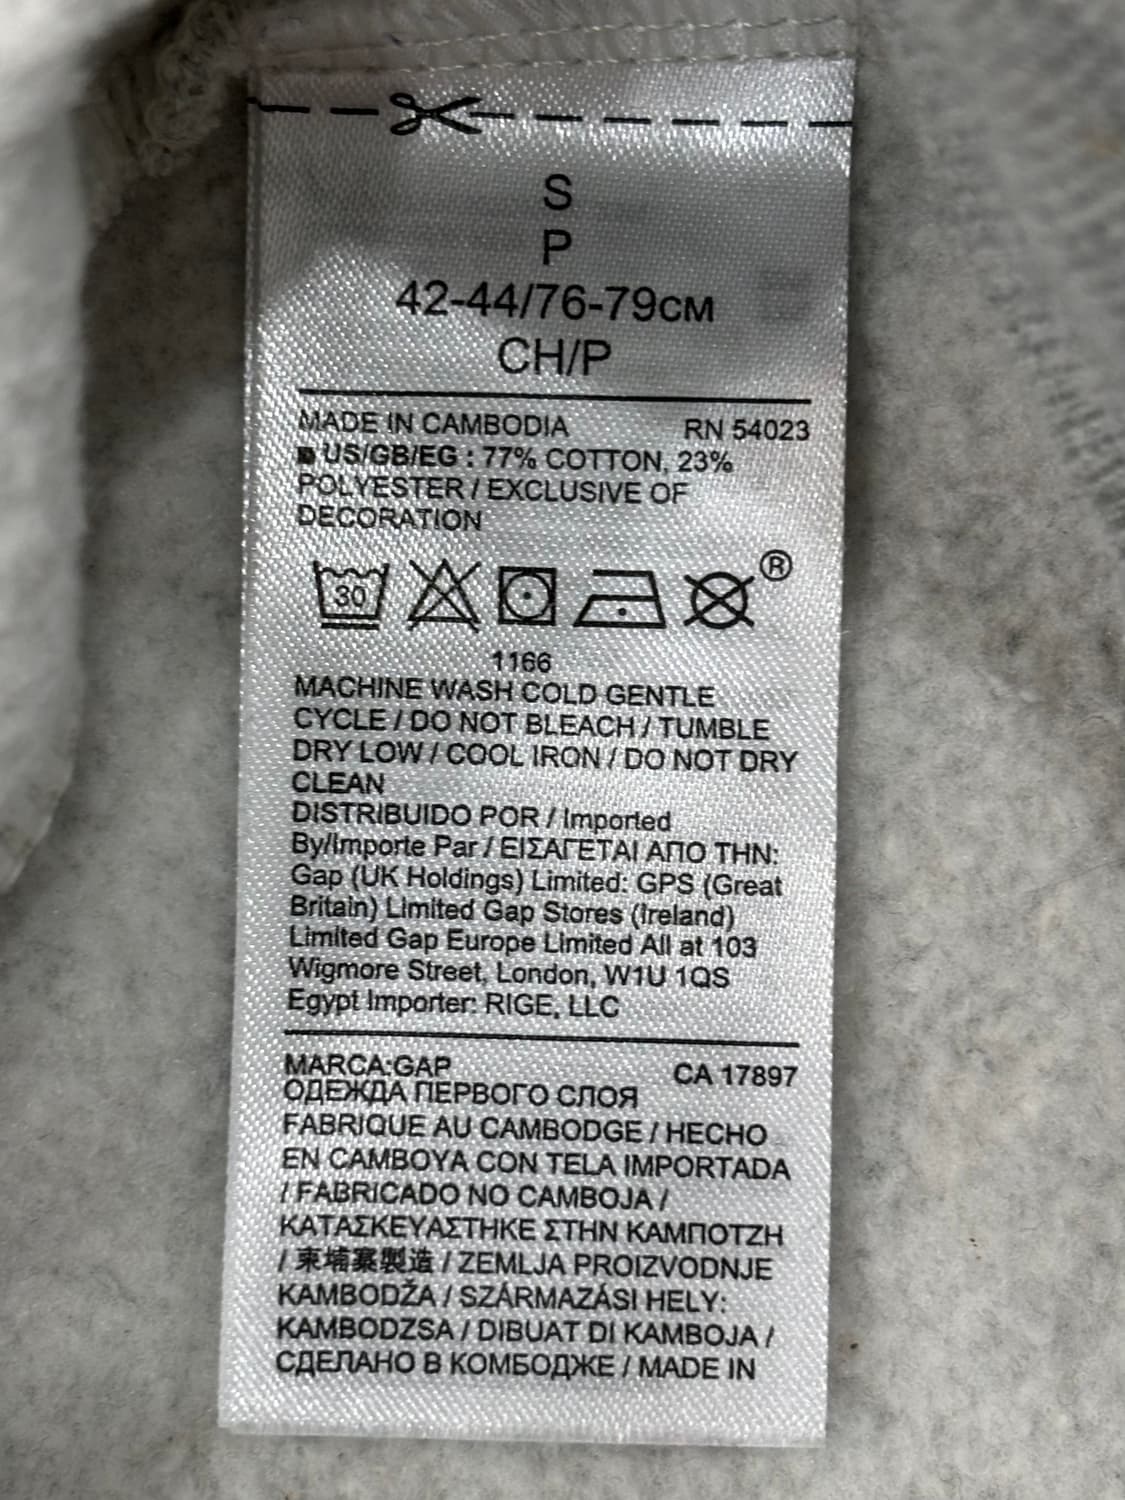 S
P
42-44/76-79СМ
CH/P
MADE IN CAMBODIA RN 54023
US/GB/EG : 77% COTTON, 23%
POLYESTER / EXCLUSIVE OF
DECORATION
30
®
1166
MACHINE WASH COLD GENTLE
CYCLE / DO NOT BLEACH / TUMBLE
DRY LOW / COOL IRON / DO NOT DRY
CLEAN
DISTRIBUIDO POR / Imported
By/Importe Par / ΕΙΣΑΓΕΤΑΙ ΑΠΟ ΤΗΝ:
Gap (UK Holdings) Limited: GPS (Great
Britain) Limited Gap Stores (Ireland)
Limited Gap Europe Limited All at 103
Wigmore Street, London, W1U 1QS
Egypt Importer: RIGE, LLC
MARCA:GAP CA 17897
ОДЕЖДА ПЕРВОГО СЛОЯ
FABRIQUE AU CAMBODGE / HECHO
EN CAMBOYA CON TELA IMPORTADA
/ FABRICADO NO CAMBOJA /
ΚΑΤΑΣΚΕΥΑΣΤΗΚΕ ΣΤΗΝ ΚΑΜΠΟΤΖΗ
/ 柬埔寨製造 / ZEMLJA PROIZVODNJE
KAMBODŽA / SZÁRMAZÁSI HELY:
KAMBODZSA / DIBUAT DI KAMBOJA /
СДЕЛАНО В КОМБОДЖЕ / MADE IN